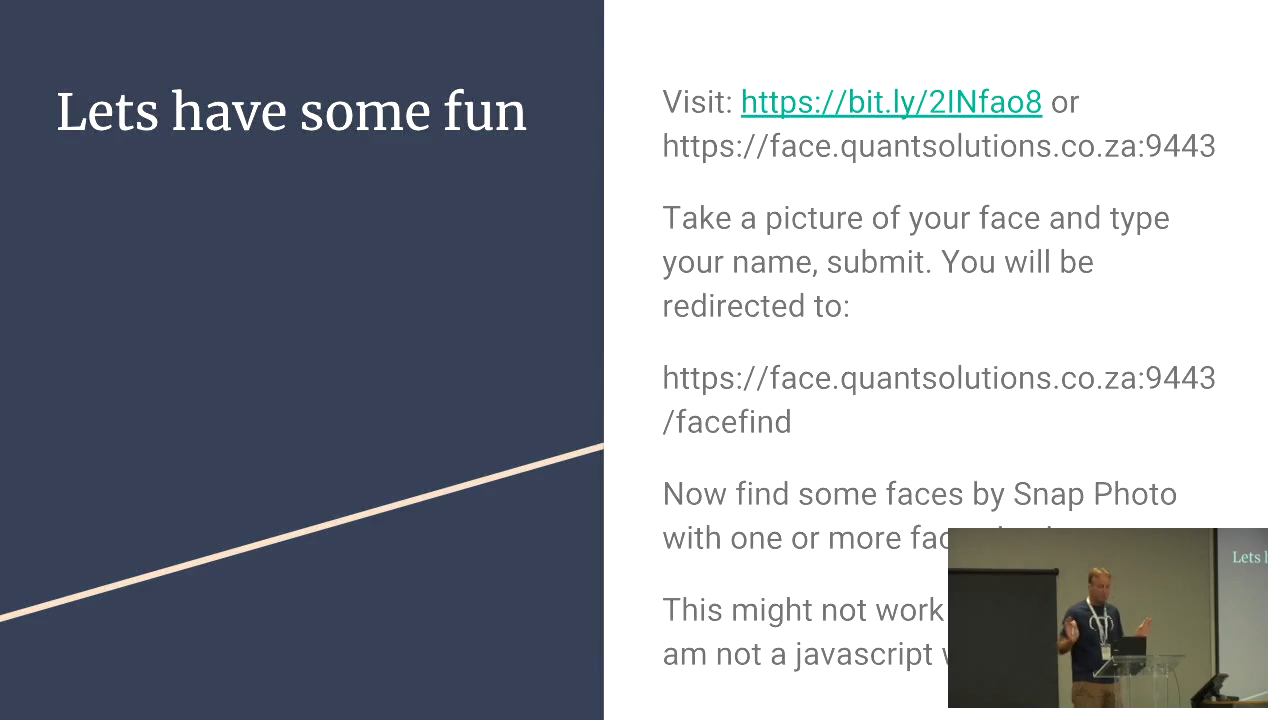 Lets have some fun
Visit: https://bit.ly/2lNfao8 or
https://face.quantsolutions.co.za:9443
Take a picture of your face and type
your name, submit. You will be
redirected to:
https://face.quantsolutions.co.za:9443
/facefind
Now find some faces by Snap Photo
with one or more
This might not work
am not a javascript
Lets